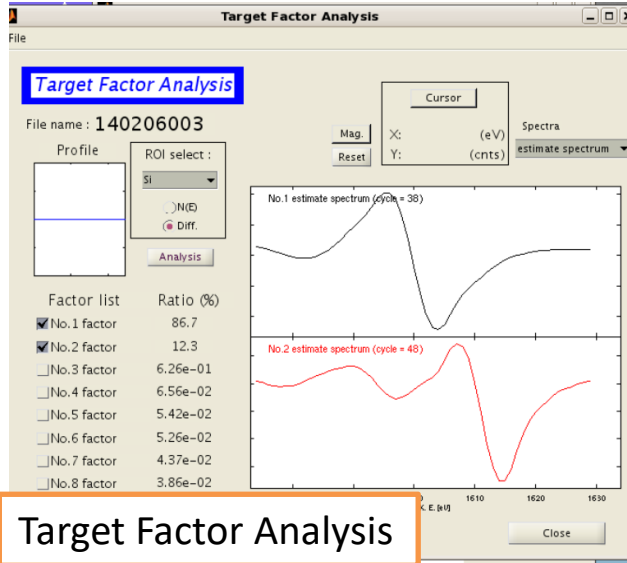 Target Factor Analysis
File
Target Factor Analysis
File name : 140206003
Profile
ROI select :
Si
N(E)
Diff.
Analysis
Cursor
Mag.
Reset
X: (eV)
Y: (cnts)
Spectra
estimate spectrum
No.1 estimate spectrum (cycle = 38)
No.2 estimate spectrum (cycle = 48)
Factor list Ratio (%)
No.1 factor 86.7
No.2 factor 12.3
No.3 factor 6.26e-01
No.4 factor 6.56e-02
No.5 factor 5.42e-02
No.6 factor 5.26e-02
No.7 factor 4.37e-02
No.8 factor 3.86e-02
1610 1620 1630
K. E. [eV]
Close
Target Factor Analysis